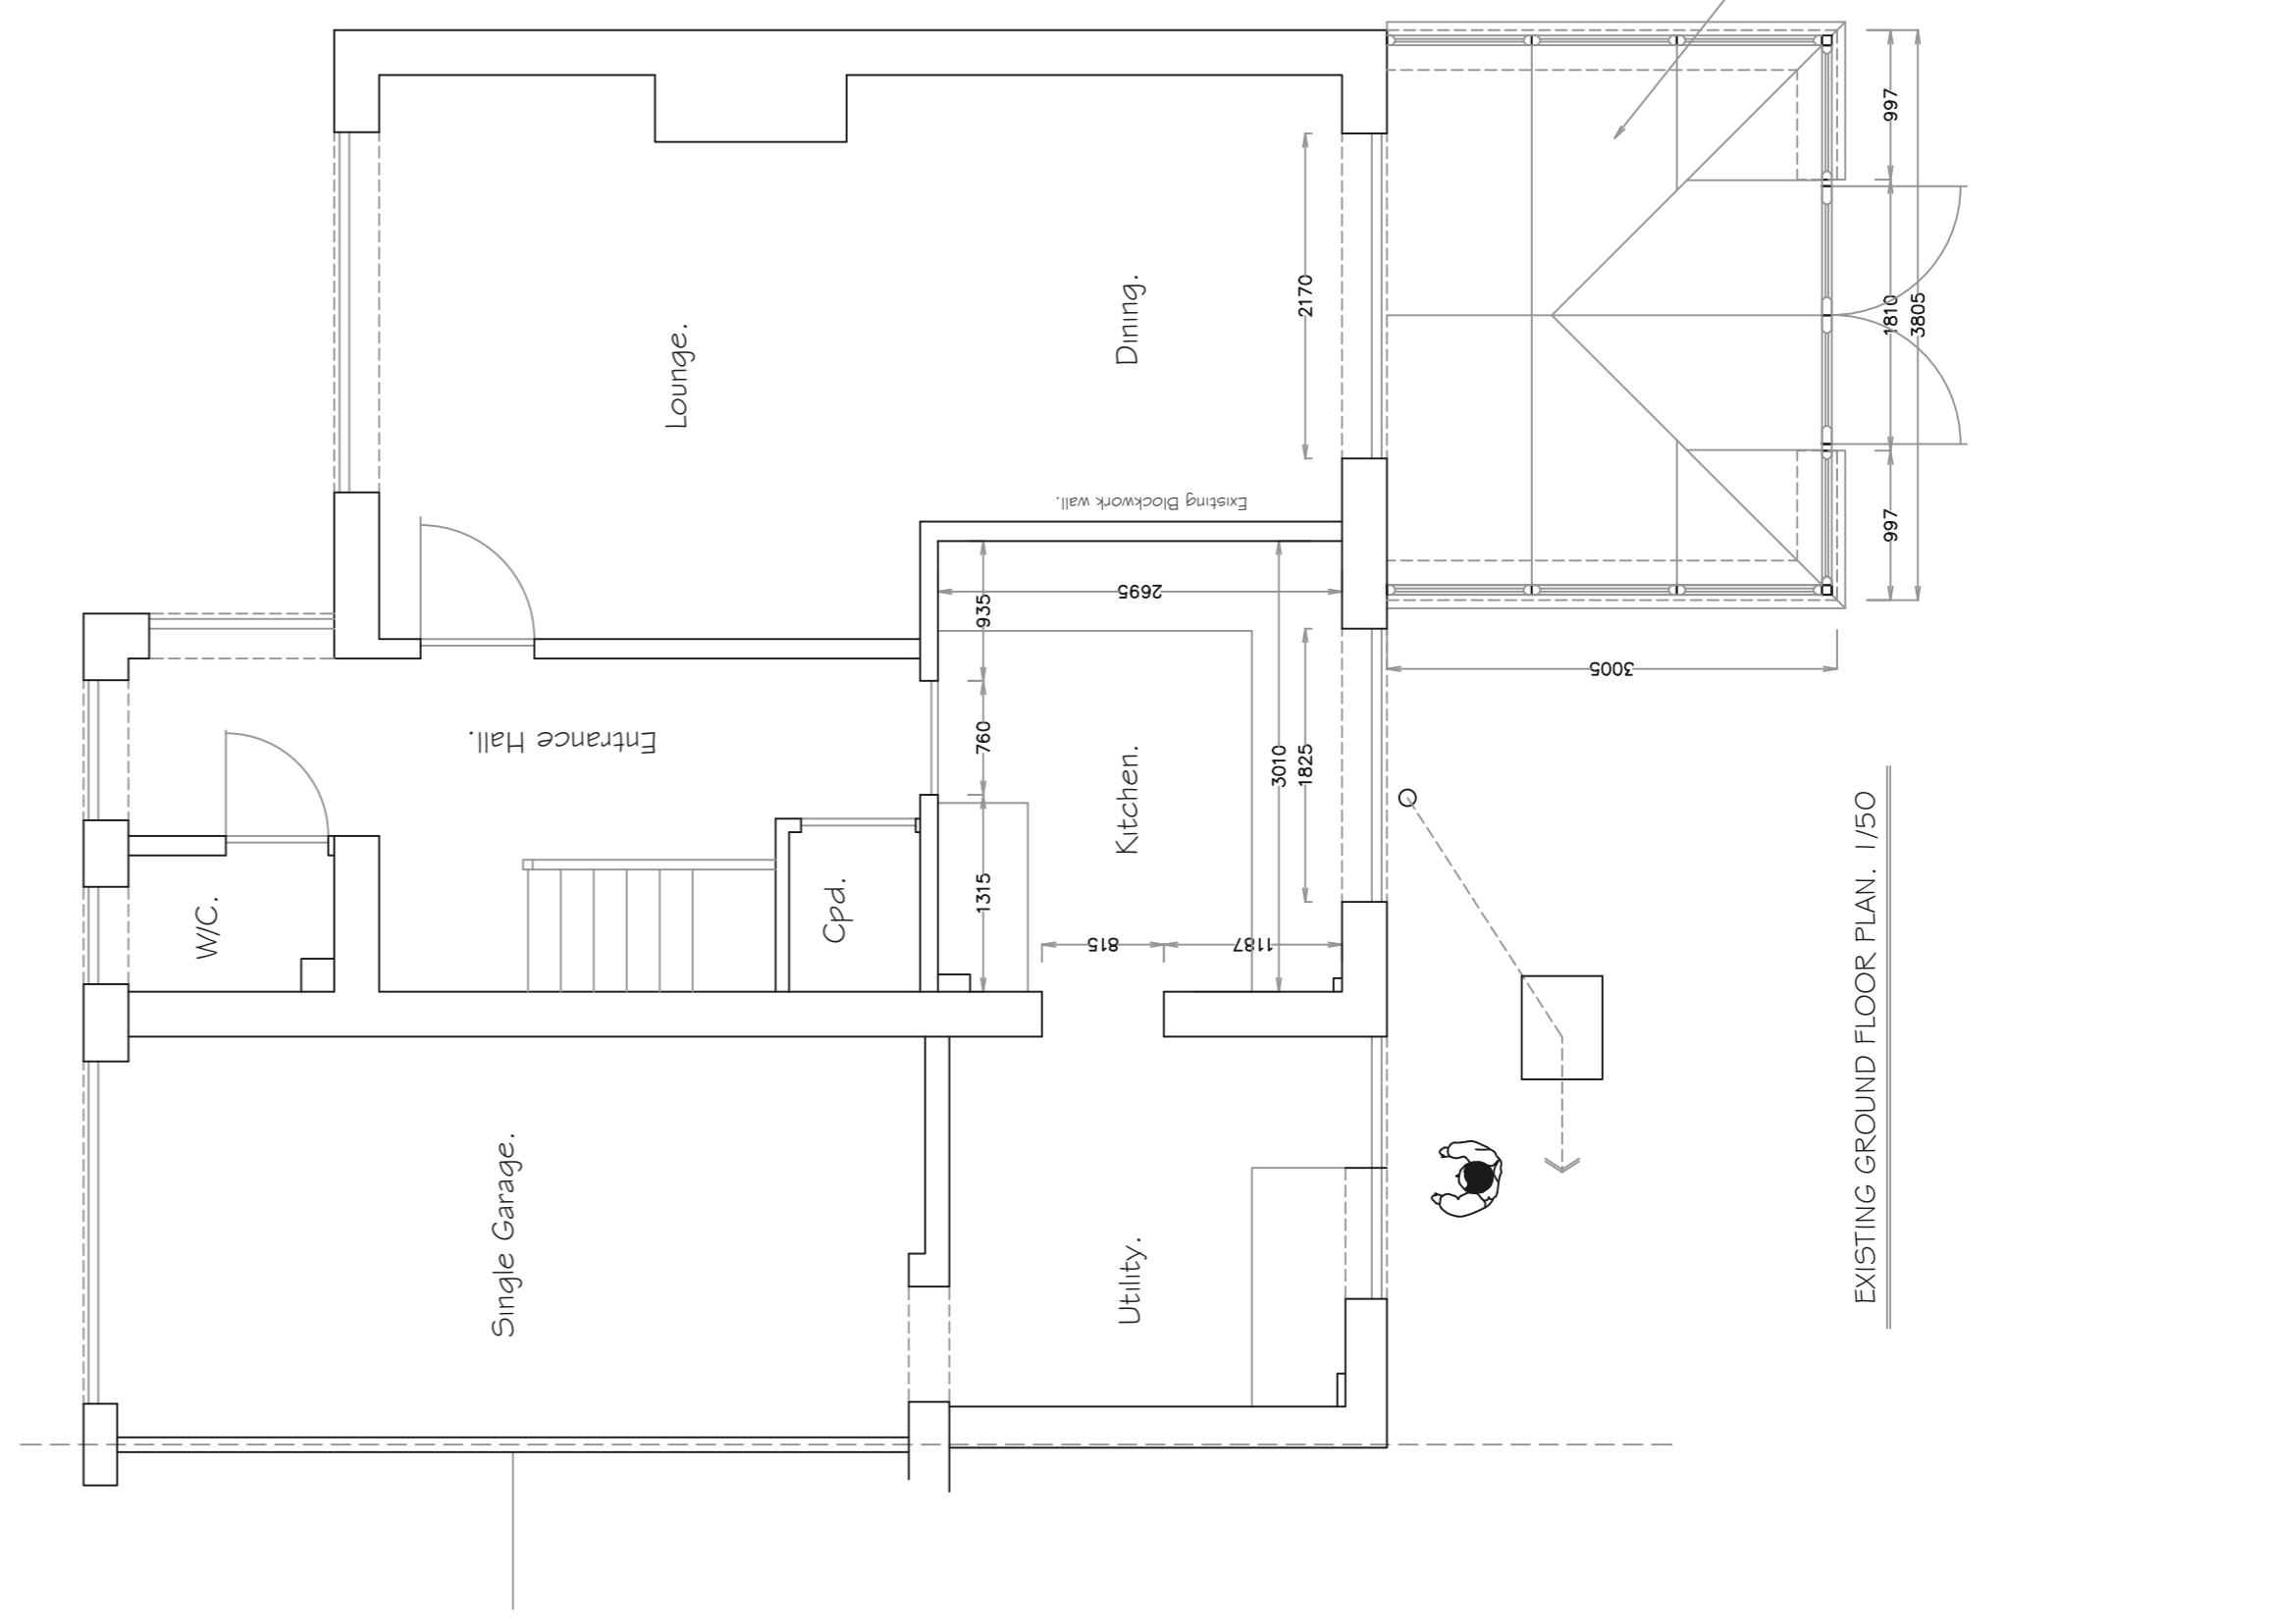 997
2170
Dining.
1810
3805
Lounge.
Existing Blockwork wall.
997
935
2695
3005
Entrance Hall.
760
3010
1825
Kitchen.
W/C.
Cpd.
1315
815
1187
EXISTING GROUND FLOOR PLAN. 1/50
Single Garage.
Utility.